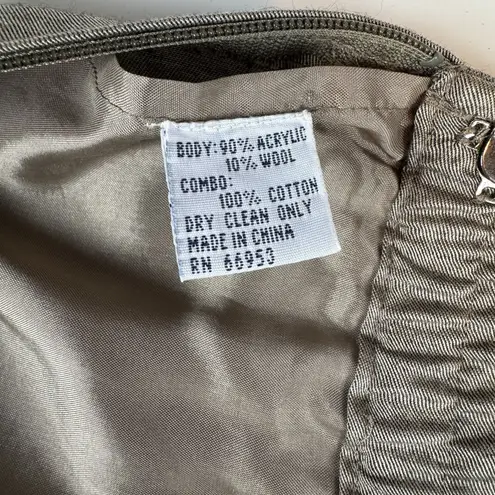 BODY: 90% ACRYLIC
10% WOOL
COMBO:
100% COTTON
DRY CLEAN ONLY
MADE IN CHINA
RN 66953